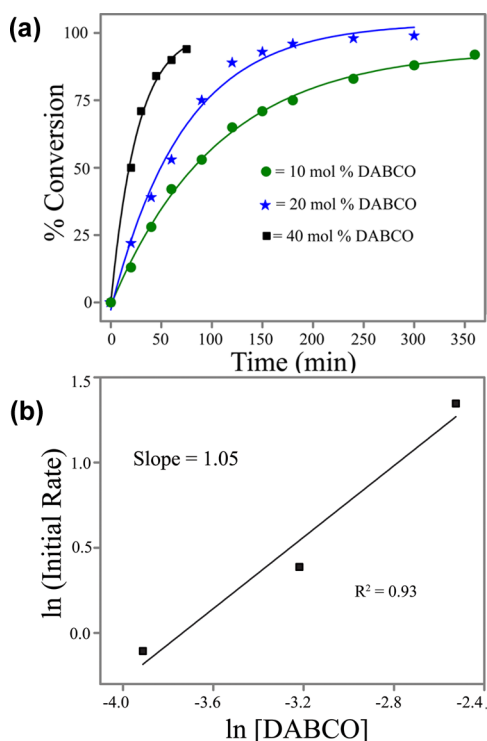 (a)
100
75
50
25
0
% Conversion
= 10 mol % DABCO
= 20 mol % DABCO
= 40 mol % DABCO
0 50 100 150 200 250 300 350
Time (min)
(b)
1.5
1.0
0.5
0.0
ln (Initial Rate)
Slope = 1.05
R² = 0.93
-4.0 -3.6 -3.2 -2.8 -2.4
ln [DABCO]